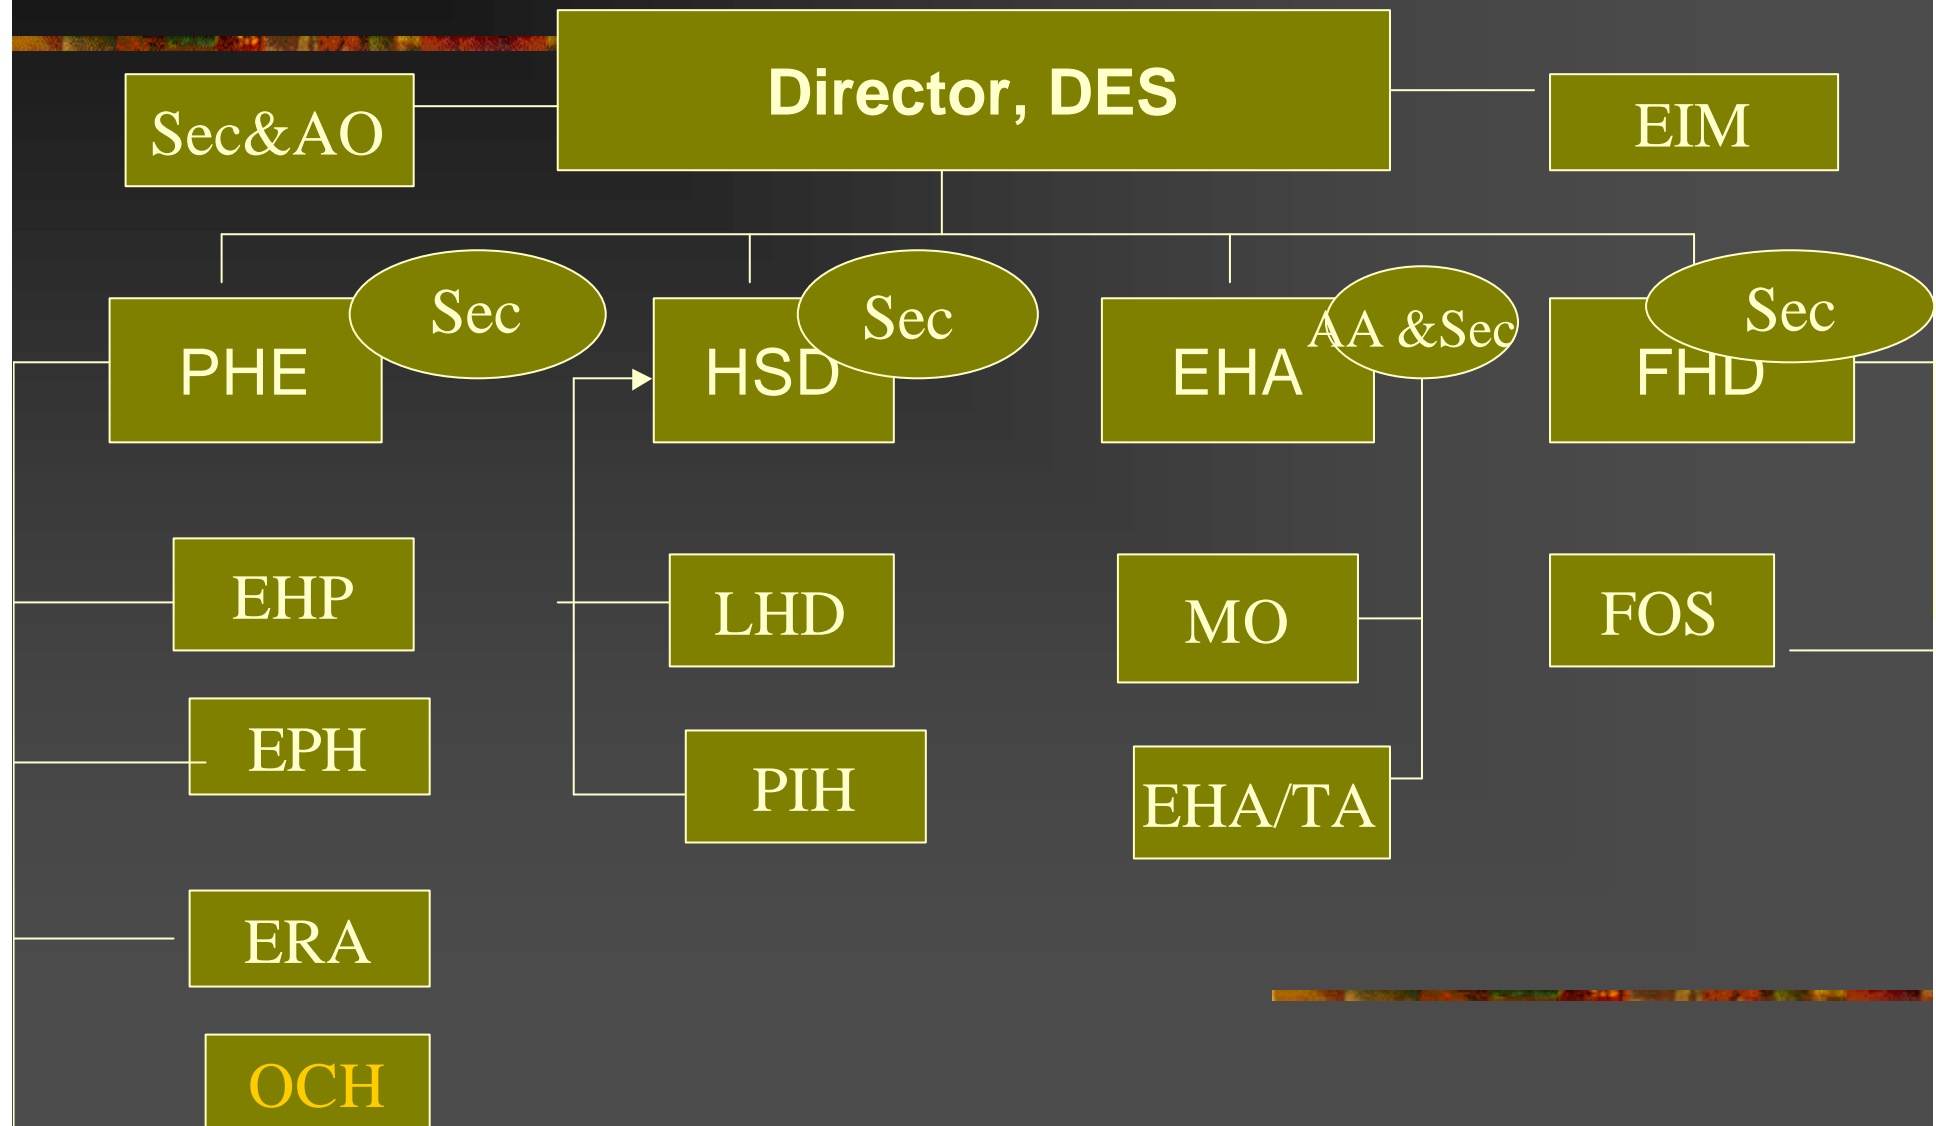 Director, DES
Sec&AO
EIM
Sec
Sec
AA &Sec
Sec
PHE
HSD
EHA
FHD
EHP
LHD
MO
FOS
EPH
PIH
EHA/TA
ERA
OCH